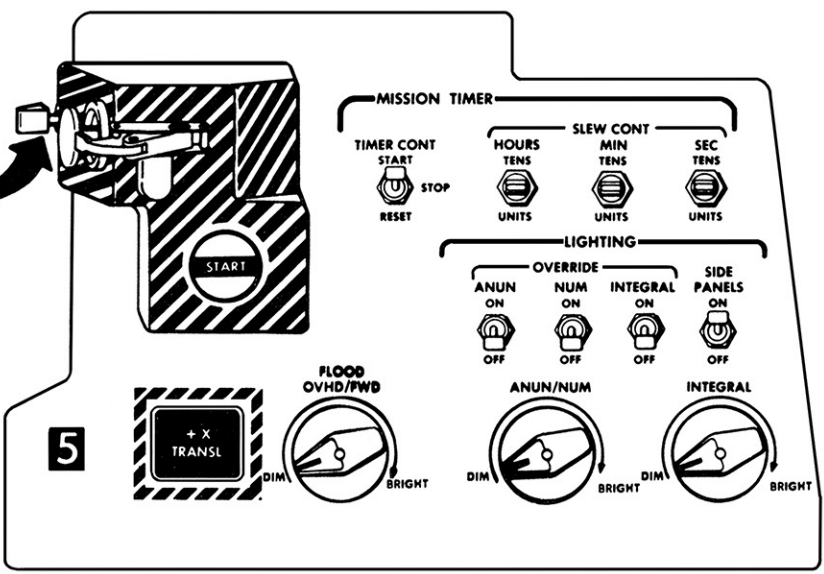 MISSION TIMER
SLEW CONT
TIMER CONT
START
STOP
RESET
HOURS
TENS
UNITS
MIN
TENS
UNITS
SEC
TENS
UNITS
START
LIGHTING
OVERRIDE
ANUN
ON
OFF
NUM
ON
OFF
INTEGRAL
ON
OFF
SIDE
PANELS
ON
OFF
5
+ X
TRANSL
FLOOD
OVHD/FWD
DIM
BRIGHT
ANUN/NUM
DIM
BRIGHT
INTEGRAL
DIM
BRIGHT